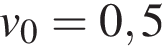 v₀ = 0,5